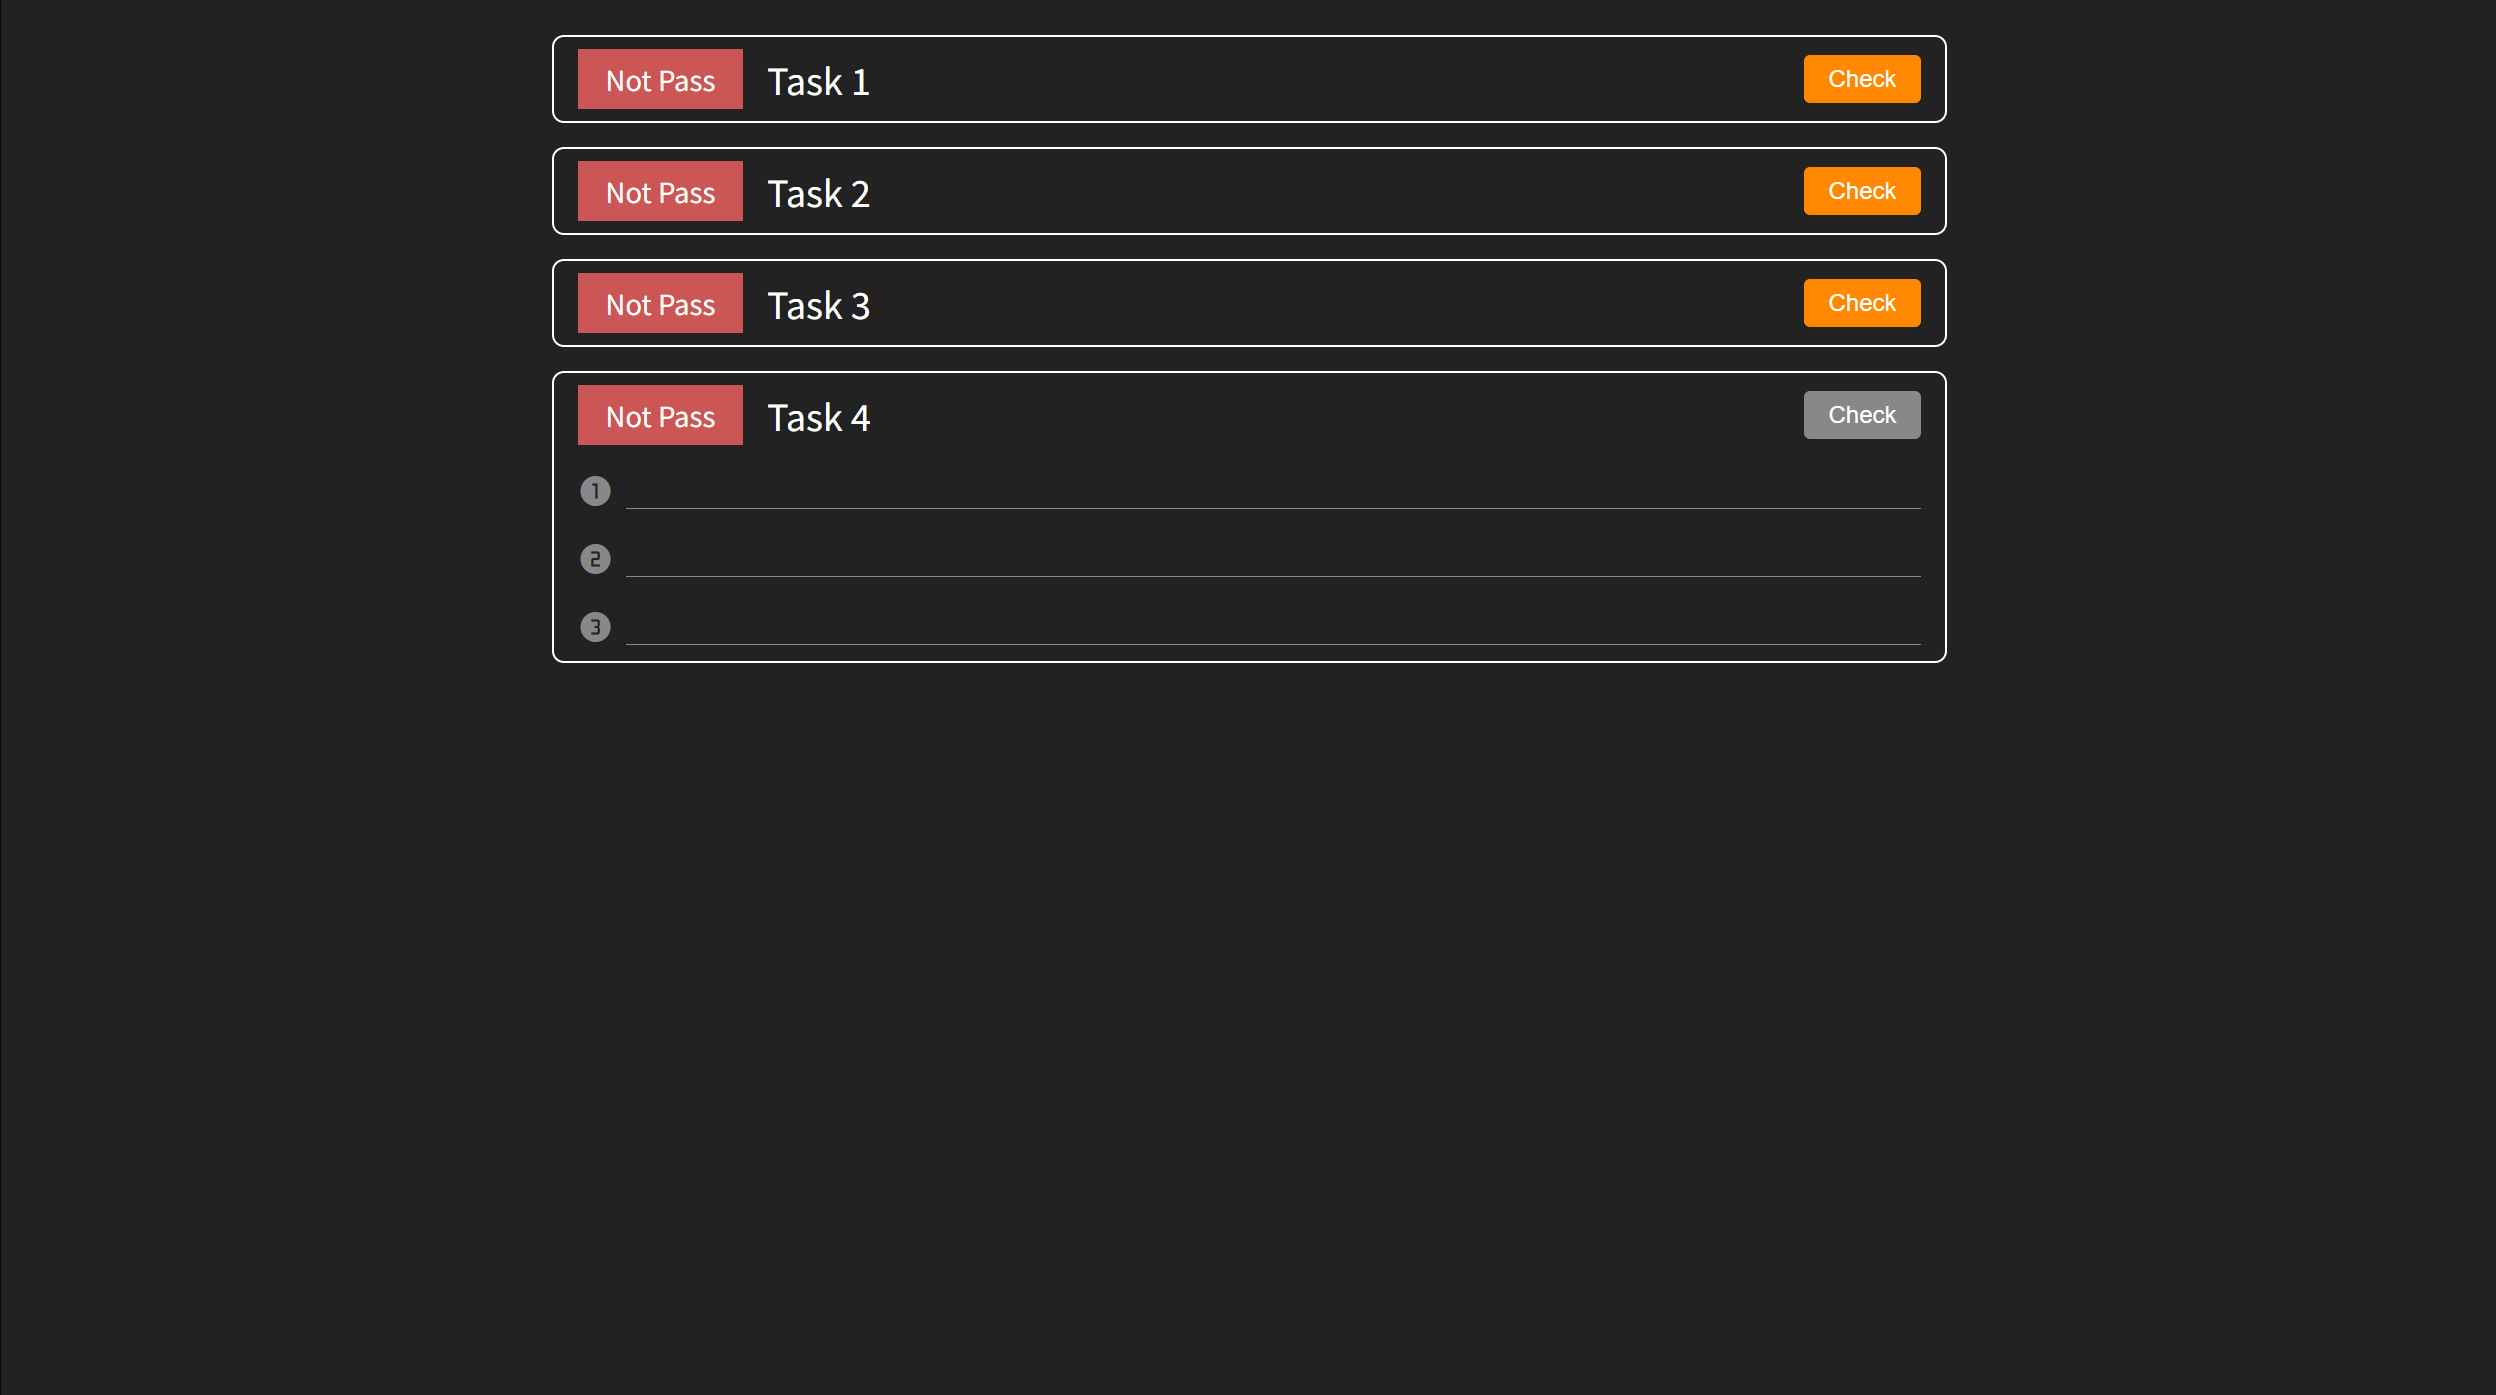 Not Pass Task 1 Check
Not Pass Task 2 Check
Not Pass Task 3 Check
Not Pass Task 4 Check
1
2
3